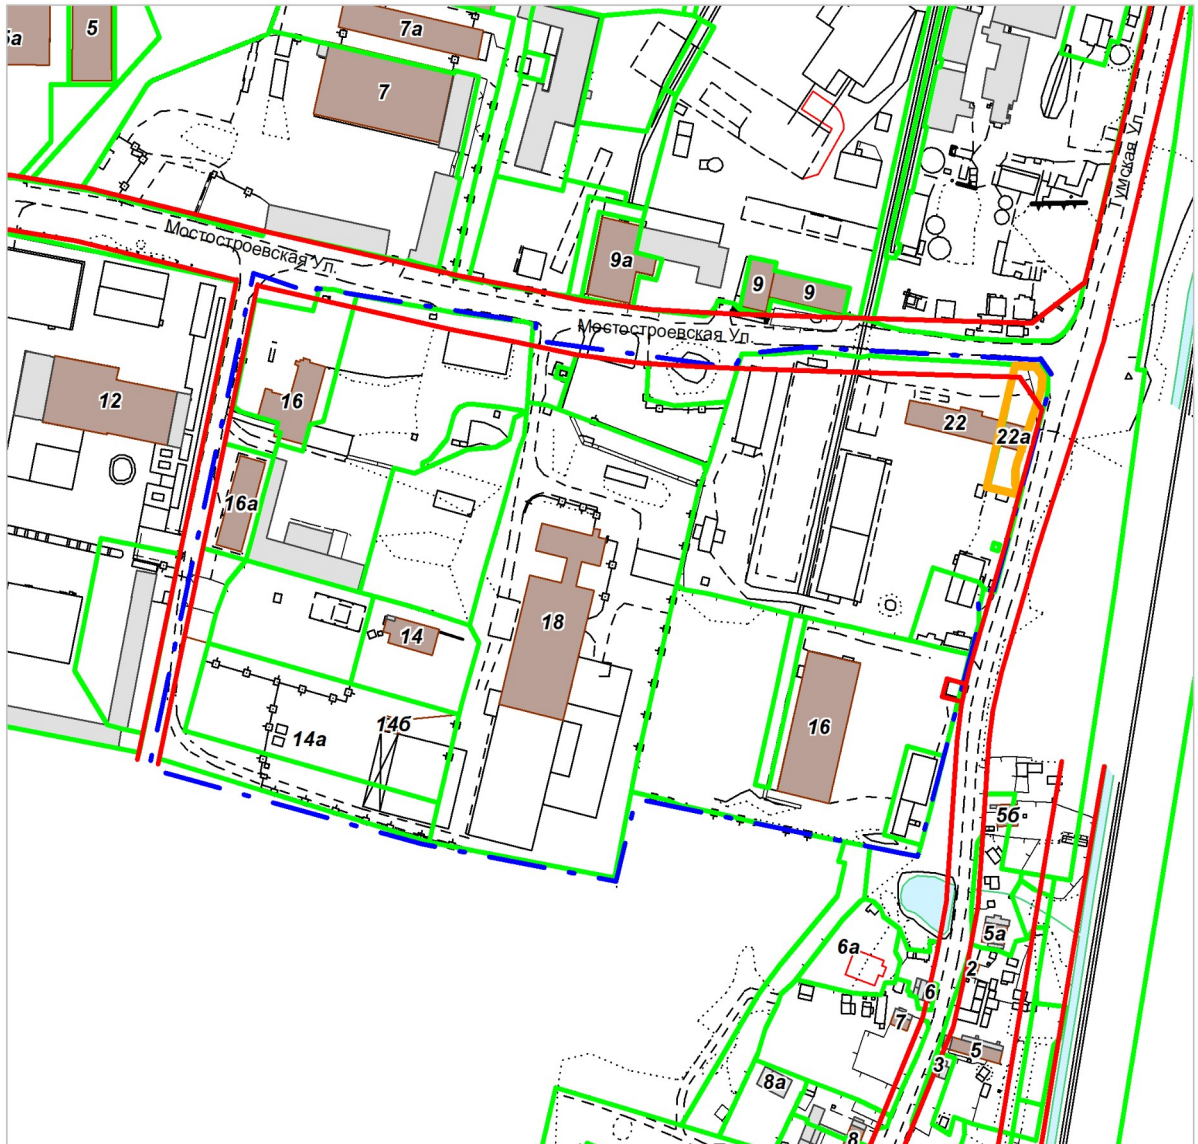 5а
5
7а
7
Мостостроевская Ул.
9а
9
9
Мостостроевская Ул.
Тумская Ул.
12
16
22
22а
16а
18
14
16
14б
14а
5б
5а
6а
2
6
7
5
3
8а
8